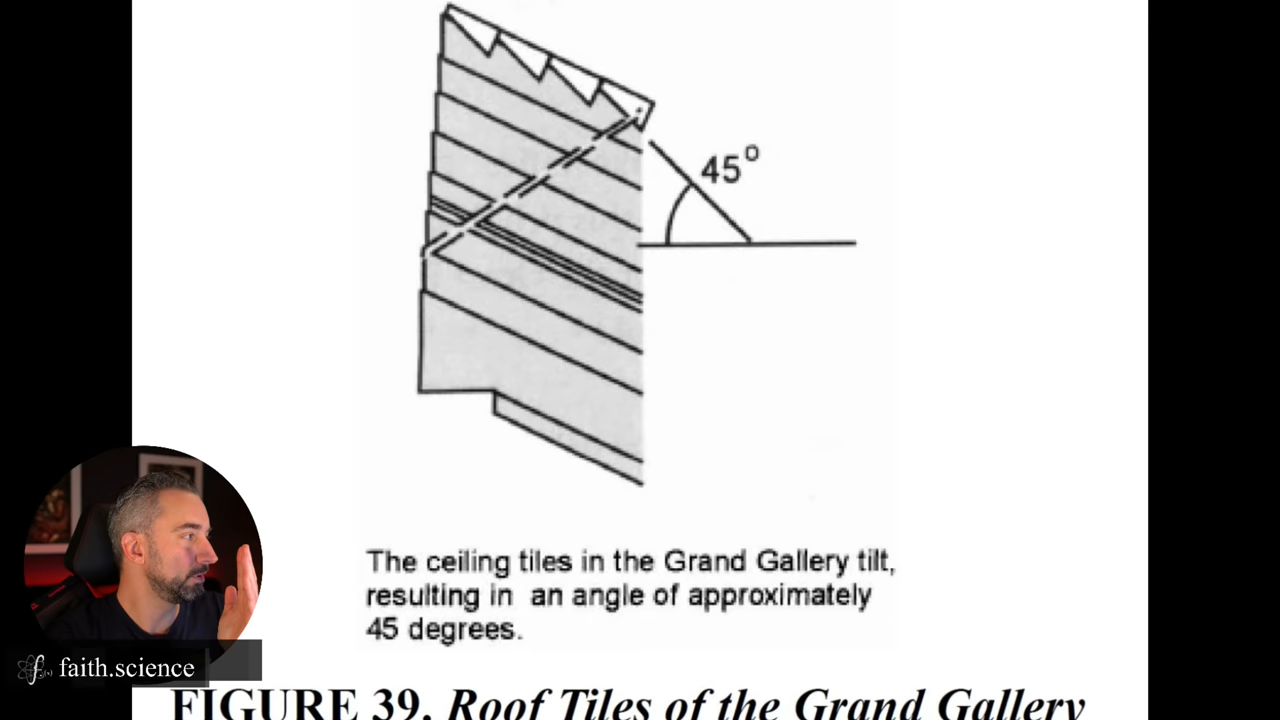 45°
The ceiling tiles in the Grand Gallery tilt,
resulting in an angle of approximately
45 degrees.
faith.science
FIGURE 39. Roof Tiles of the Grand Gallery